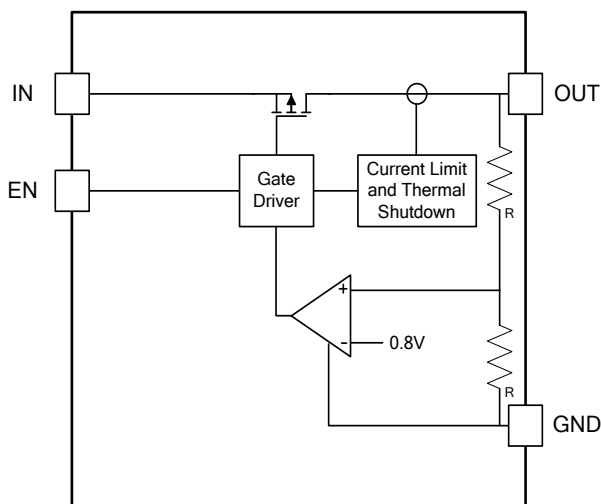 IN
OUT
EN
Gate
Driver
Current Limit
and Thermal
Shutdown
R
+
-
0.8V
R
GND